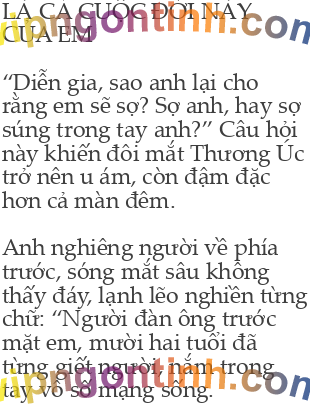 LÀ CẢ CUỘC ĐỜI NÀY
CỦA EM
“Diễn gia, sao anh lại cho
rằng em sẽ sợ? Sợ anh, hay sợ
súng trong tay anh?” Câu hỏi
này khiến đôi mắt Thương Úc
trở nên u ám, còn đậm đặc
hơn cả màn đêm.
Anh nghiêng người về phía
trước, sóng mắt sâu không
thấy đáy, lạnh lẽo nghiền từng
chữ: “Người đàn ông trước
mặt em, mười hai tuổi đã
từng giết người, nắm trong
tay vô số mạng sống.